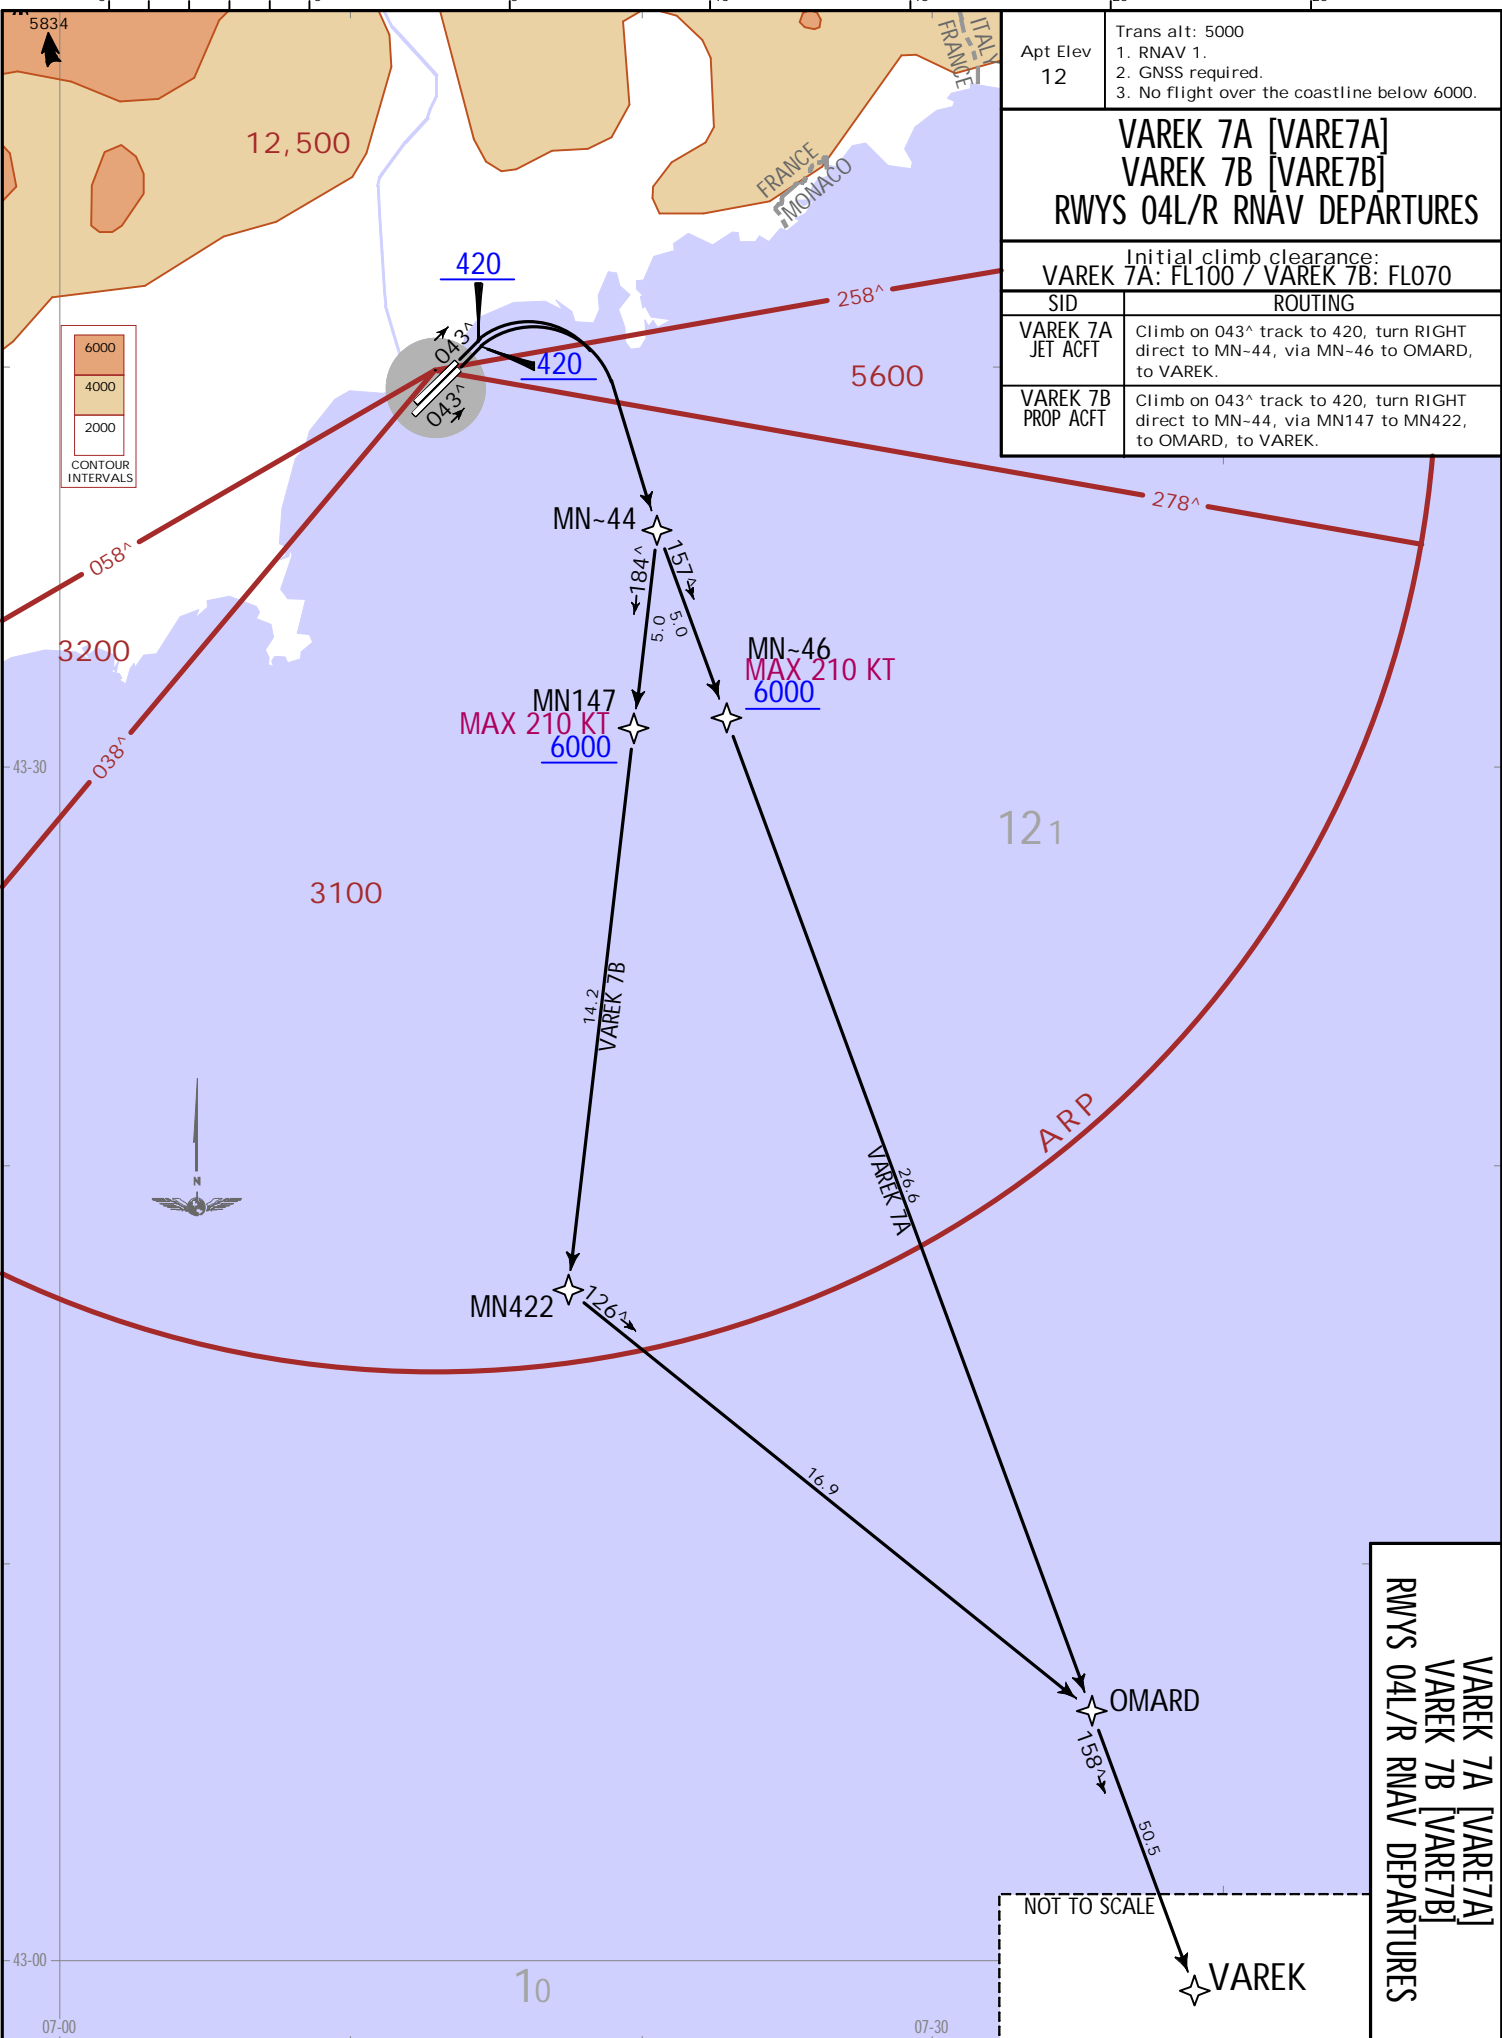 5834
Apt Elev
12
Trans alt: 5000
1. RNAV 1.
2. GNSS required.
3. No flight over the coastline below 6000.
VAREK 7A [VARE7A]
VAREK 7B [VARE7B]
RWYS 04L/R RNAV DEPARTURES
Initial climb clearance:
VAREK 7A: FL100 / VAREK 7B: FL070
SID
ROUTING
VAREK 7A
JET ACFT
Climb on 043^ track to 420, turn RIGHT
direct to MN~44, via MN~46 to OMARD,
to VAREK.
VAREK 7B
PROP ACFT
Climb on 043^ track to 420, turn RIGHT
direct to MN~44, via MN147 to MN422,
to OMARD, to VAREK.
ITALY
FRANCE
12,500
FRANCE
MONACO
420
258^
043^
420
043^
5600
6000
4000
2000
CONTOUR
INTERVALS
278^
MN~44
058^
184^
157^
5.0
5.0
3200
MN~46
MAX 210 KT
6000
MN147
MAX 210 KT
6000
038^
43-30
12 1
3100
14.2
VAREK 7B
ARP
26.6
VAREK 7A
N
MN422
126^
16.9
OMARD
158^
50.5
NOT TO SCALE
VAREK
43-00
10
07-00
07-30
VAREK 7A [VARE7A]
VAREK 7B [VARE7B]
RWYS 04L/R RNAV DEPARTURES